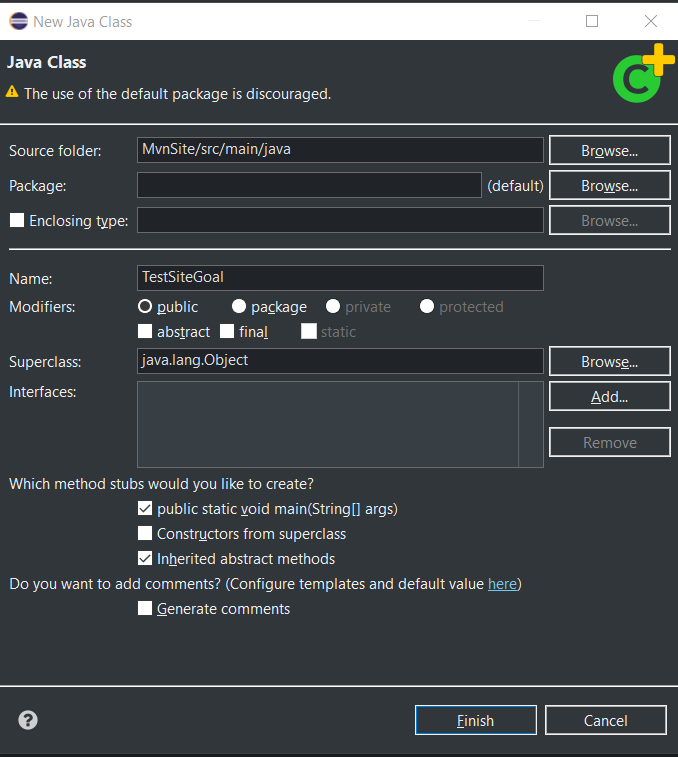 New Java Class
Java Class
The use of the default package is discouraged.
Source folder: MvnSite/src/main/java Browse...
Package: (default) Browse...
Enclosing type: Browse...
Name: TestSiteGoal
Modifiers: public package private protected
abstract final static
Superclass: java.lang.Object Browse...
Interfaces: Add...
Remove
Which method stubs would you like to create?
public static void main(String[] args)
Constructors from superclass
Inherited abstract methods
Do you want to add comments? (Configure templates and default value here)
Generate comments
? Finish Cancel